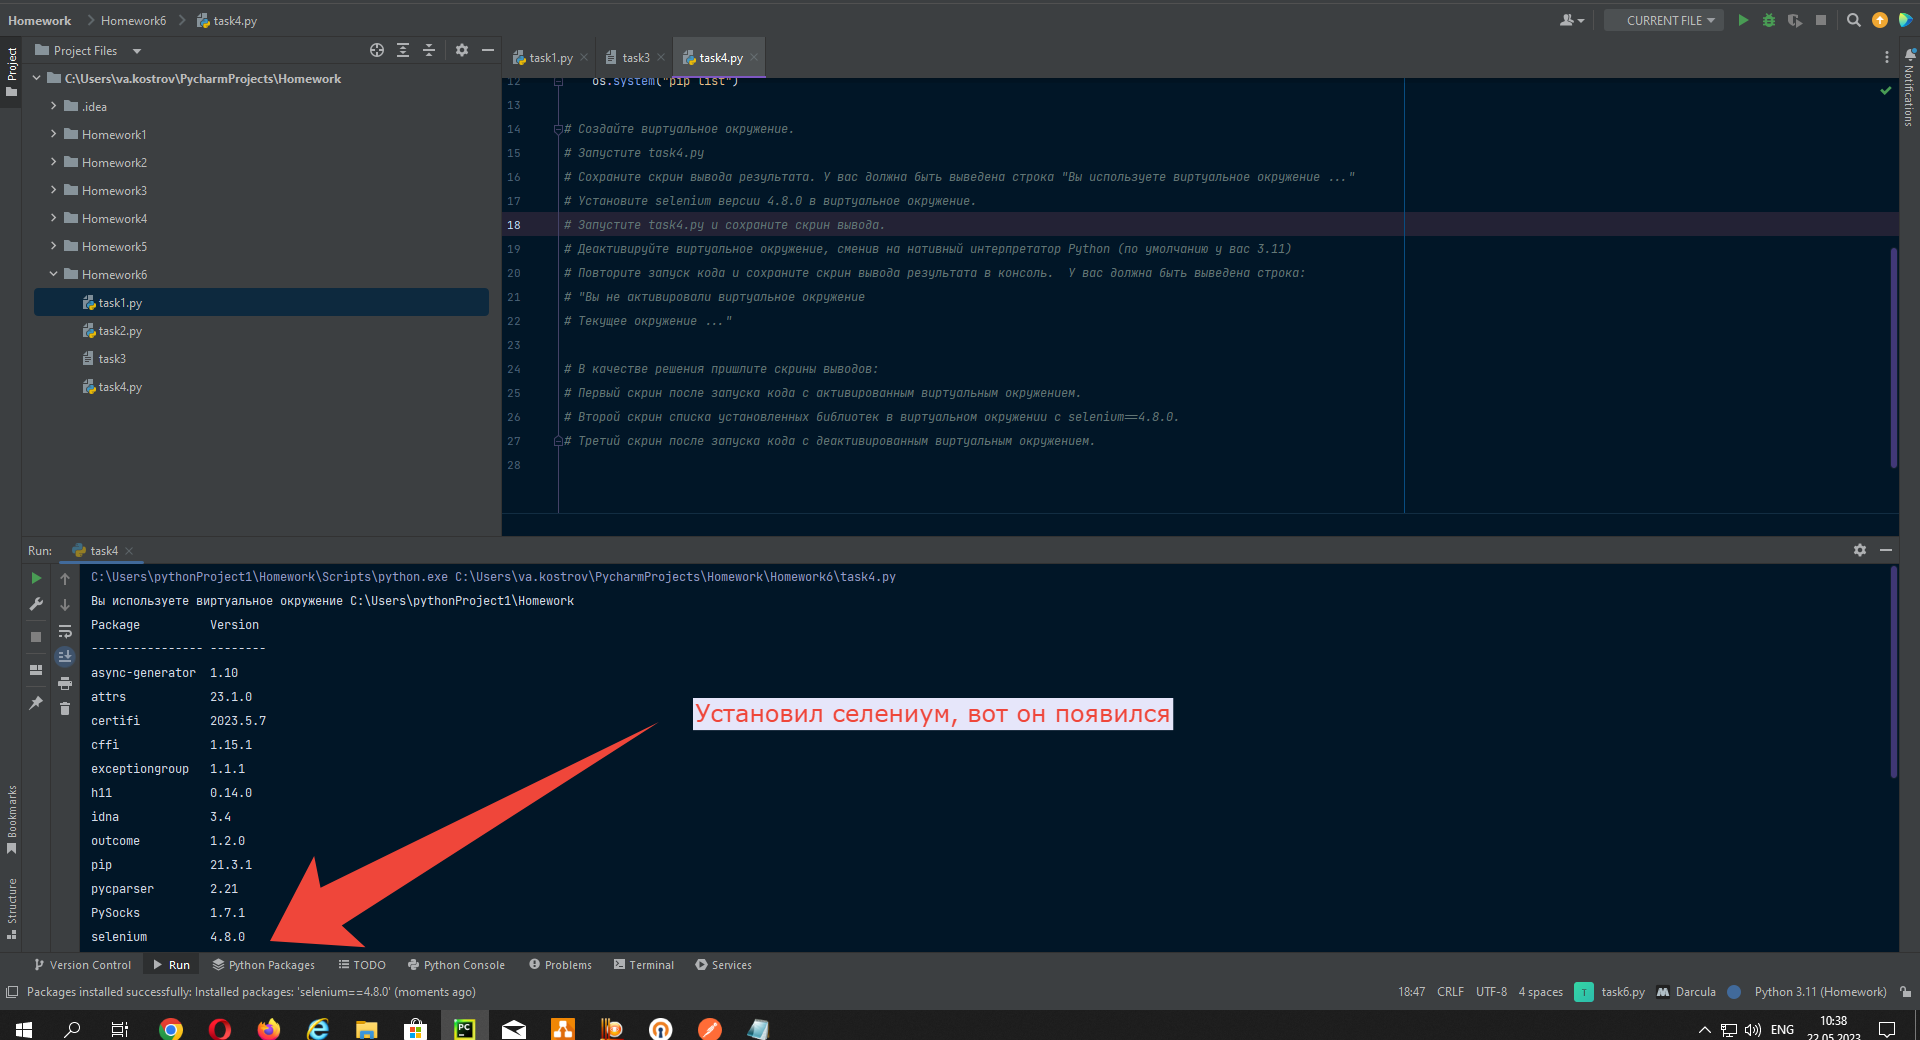 Homework
Homework6
task4.py
CURRENT FILE
Project
Project Files
C:\Users\va.kostrov\PycharmProjects\Homework
.idea
Homework1
Homework2
Homework3
Homework4
Homework5
Homework6
task1.py
task2.py
task3
task4.py
task1.py
task3
task4.py
Notifications
12 os.system("pip list")
13
14 # Создайте виртуальное окружение.
15 # Запустите task4.py
16 # Сохраните скрин вывода результата. У вас должна быть выведена строка "Вы используете виртуальное окружение ..."
17 # Установите selenium версии 4.8.0 в виртуальное окружение.
18 # Запустите task4.py и сохраните скрин вывода.
19 # Деактивируйте виртуальное окружение, сменив на нативный интерпретатор Python (по умолчанию у вас 3.11)
20 # Повторите запуск кода и сохраните скрин вывода результата в консоль.  У вас должна быть выведена строка:
21 # "Вы не активировали виртуальное окружение
22 # Текущее окружение ..."
23
24 # В качестве решения пришлите скрины выводов:
25 # Первый скрин после запуска кода с активированным виртуальным окружением.
26 # Второй скрин списка установленных библиотек в виртуальном окружении с selenium==4.8.0.
27 # Третий скрин после запуска кода с деактивированным виртуальным окружением.
28
Run:
task4
C:\Users\pythonProject1\Homework\Scripts\python.exe C:\Users\va.kostrov\PycharmProjects\Homework\Homework6\task4.py
Вы используете виртуальное окружение C:\Users\pythonProject1\Homework
Package Version
---------------- --------
async-generator 1.10
attrs 23.1.0
certifi 2023.5.7
cffi 1.15.1
exceptiongroup 1.1.1
h11 0.14.0
idna 3.4
outcome 1.2.0
pip 21.3.1
pycparser 2.21
PySocks 1.7.1
selenium 4.8.0
Установил селениум, вот он появился
Bookmarks
Structure
Version Control
Run
Python Packages
TODO
Python Console
Problems
Terminal
Services
Packages installed successfully: Installed packages: 'selenium==4.8.0' (moments ago)
18:47
CRLF
UTF-8
4 spaces
T
task6.py
Darcula
Python 3.11 (Homework)
PC
ENG
10:38
22.05.2023